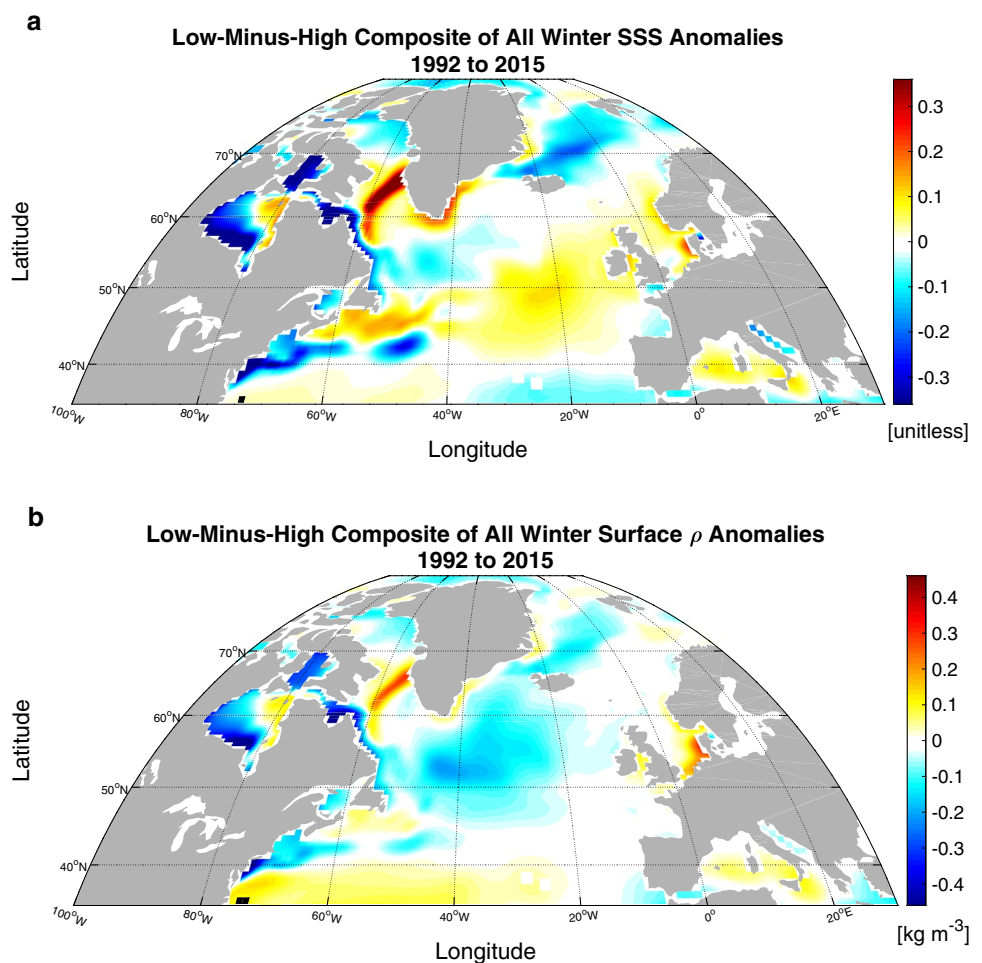 a
Low-Minus-High Composite of All Winter SSS Anomalies
1992 to 2015
70°N
60°N
50°N
40°N
Latitude
100°W
80°W
60°W
40°W
20°W
0°
20°E
Longitude
0.3
0.2
0.1
0
-0.1
-0.2
-0.3
[unitless]
b
Low-Minus-High Composite of All Winter Surface ρ Anomalies
1992 to 2015
70°N
60°N
50°N
40°N
Latitude
100°W
80°W
60°W
40°W
20°W
0°
20°E
Longitude
0.4
0.3
0.2
0.1
0
-0.1
-0.2
-0.3
-0.4
[kg m⁻³]